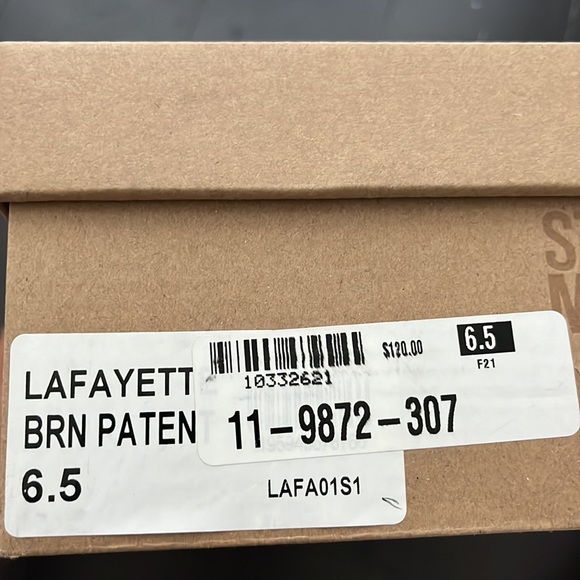 LAFAYETT
BRN PATEN
6.5
LAFA01S1
10332621
$120.00
6.5
F21
11-9872-307